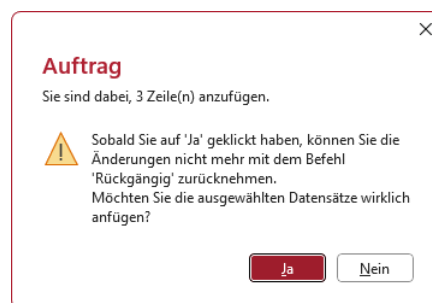 Auftrag
Sie sind dabei, 3 Zeile(n) anzufügen.
Sobald Sie auf 'Ja' geklickt haben, können Sie die
Änderungen nicht mehr mit dem Befehl
'Rückgängig' zurücknehmen.
Möchten Sie die ausgewählten Datensätze wirklich
anfügen?
Ja
Nein